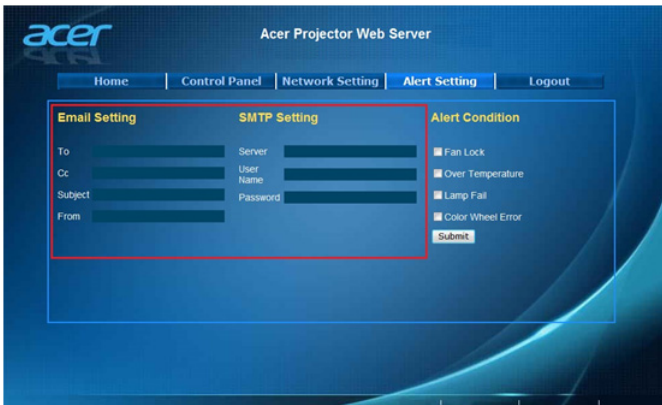 acer
Acer Projector Web Server
Home Control Panel Network Setting Alert Setting Logout
Email Setting
To
Cc
Subject
From
SMTP Setting
Server
User
Name
Password
Alert Condition
Fan Lock
Over Temperature
Lamp Fail
Color Wheel Error
Submit